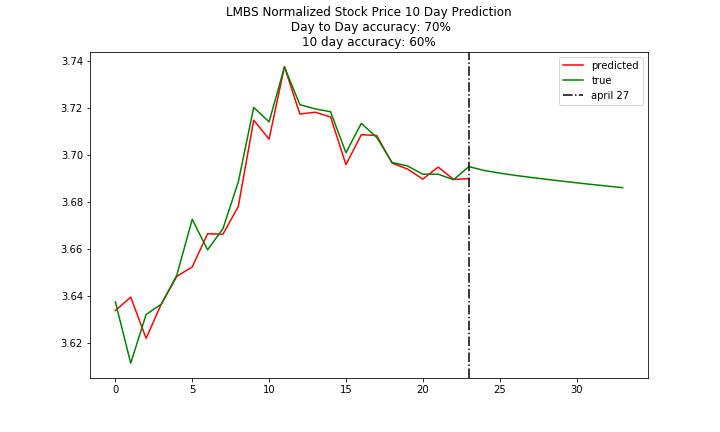 LMBS Normalized Stock Price 10 Day Prediction
Day to Day accuracy: 70%
10 day accuracy: 60%
predicted
true
april 27
3.74
3.72
3.70
3.68
3.66
3.64
3.62
0 5 10 15 20 25 30